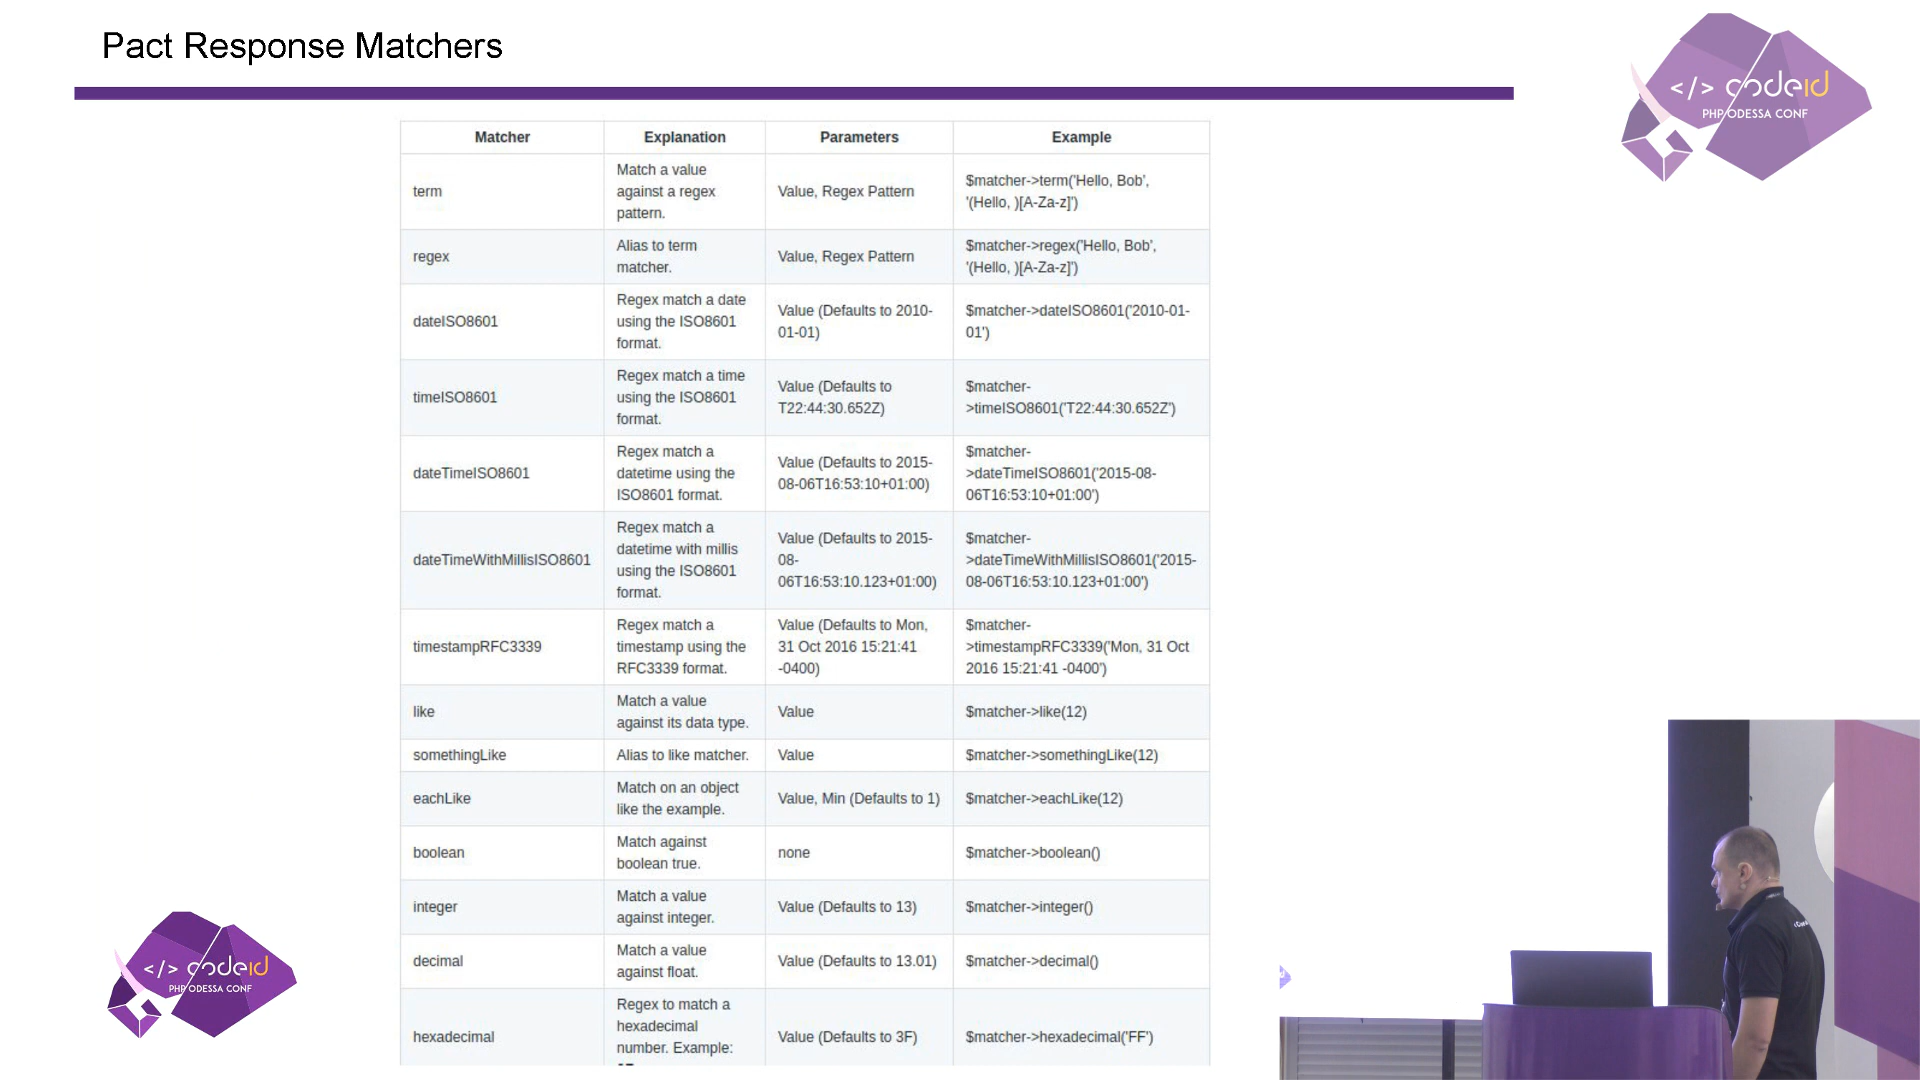 Pact Response Matchers
</> codeid
PHP ODESSA CONF
Matcher Explanation Parameters Example
term
Match a value
against a regex
pattern.
Value, Regex Pattern
$matcher->term('Hello, Bob',
'(Hello, )[A-Za-z]')
regex
Alias to term
matcher.
Value, Regex Pattern
$matcher->regex('Hello, Bob',
'(Hello, )[A-Za-z]')
dateISO8601
Regex match a date
using the ISO8601
format.
Value (Defaults to 2010-
01-01)
$matcher->dateISO8601('2010-01-
01')
timeISO8601
Regex match a time
using the ISO8601
format.
Value (Defaults to
T22:44:30.652Z)
$matcher-
>timeISO8601('T22:44:30.652Z')
dateTimeISO8601
Regex match a
datetime using the
ISO8601 format.
Value (Defaults to 2015-
08-06T16:53:10+01:00)
$matcher-
>dateTimeISO8601('2015-08-
06T16:53:10+01:00')
dateTimeWithMillisISO8601
Regex match a
datetime with millis
using the ISO8601
format.
Value (Defaults to 2015-
08-
06T16:53:10.123+01:00)
$matcher-
>dateTimeWithMillisISO8601('2015-
08-06T16:53:10.123+01:00')
timestampRFC3339
Regex match a
timestamp using the
RFC3339 format.
Value (Defaults to Mon,
31 Oct 2016 15:21:41
-0400)
$matcher-
>timestampRFC3339('Mon, 31 Oct
2016 15:21:41 -0400')
like
Match a value
against its data type.
Value
$matcher->like(12)
somethingLike
Alias to like matcher.
Value
$matcher->somethingLike(12)
eachLike
Match on an object
like the example.
Value, Min (Defaults to 1)
$matcher->eachLike(12)
boolean
Match against
boolean true.
none
$matcher->boolean()
integer
Match a value
against integer.
Value (Defaults to 13)
$matcher->integer()
decimal
Match a value
against float.
Value (Defaults to 13.01)
$matcher->decimal()
hexadecimal
Regex to match a
hexadecimal
number. Example:
Value (Defaults to 3F)
$matcher->hexadecimal('FF')
</> codeid
PHP ODESSA CONF